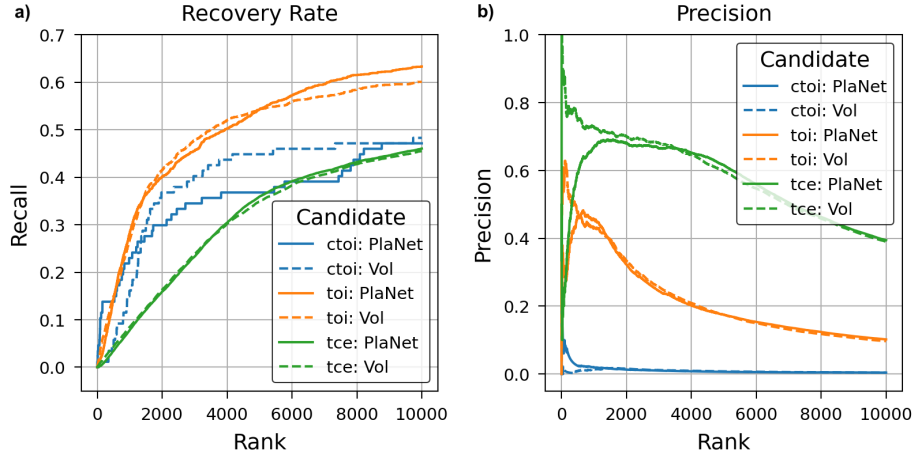 a)
Recovery Rate
Recall
0.7
0.6
0.5
0.4
0.3
0.2
0.1
0.0
Candidate
ctoi: PlaNet
ctoi: Vol
toi: PlaNet
toi: Vol
tce: PlaNet
tce: Vol
0 2000 4000 6000 8000 10000
Rank
b)
Precision
Precision
1.0
0.8
0.6
0.4
0.2
0.0
Candidate
ctoi: PlaNet
ctoi: Vol
toi: PlaNet
toi: Vol
tce: PlaNet
tce: Vol
0 2000 4000 6000 8000 10000
Rank